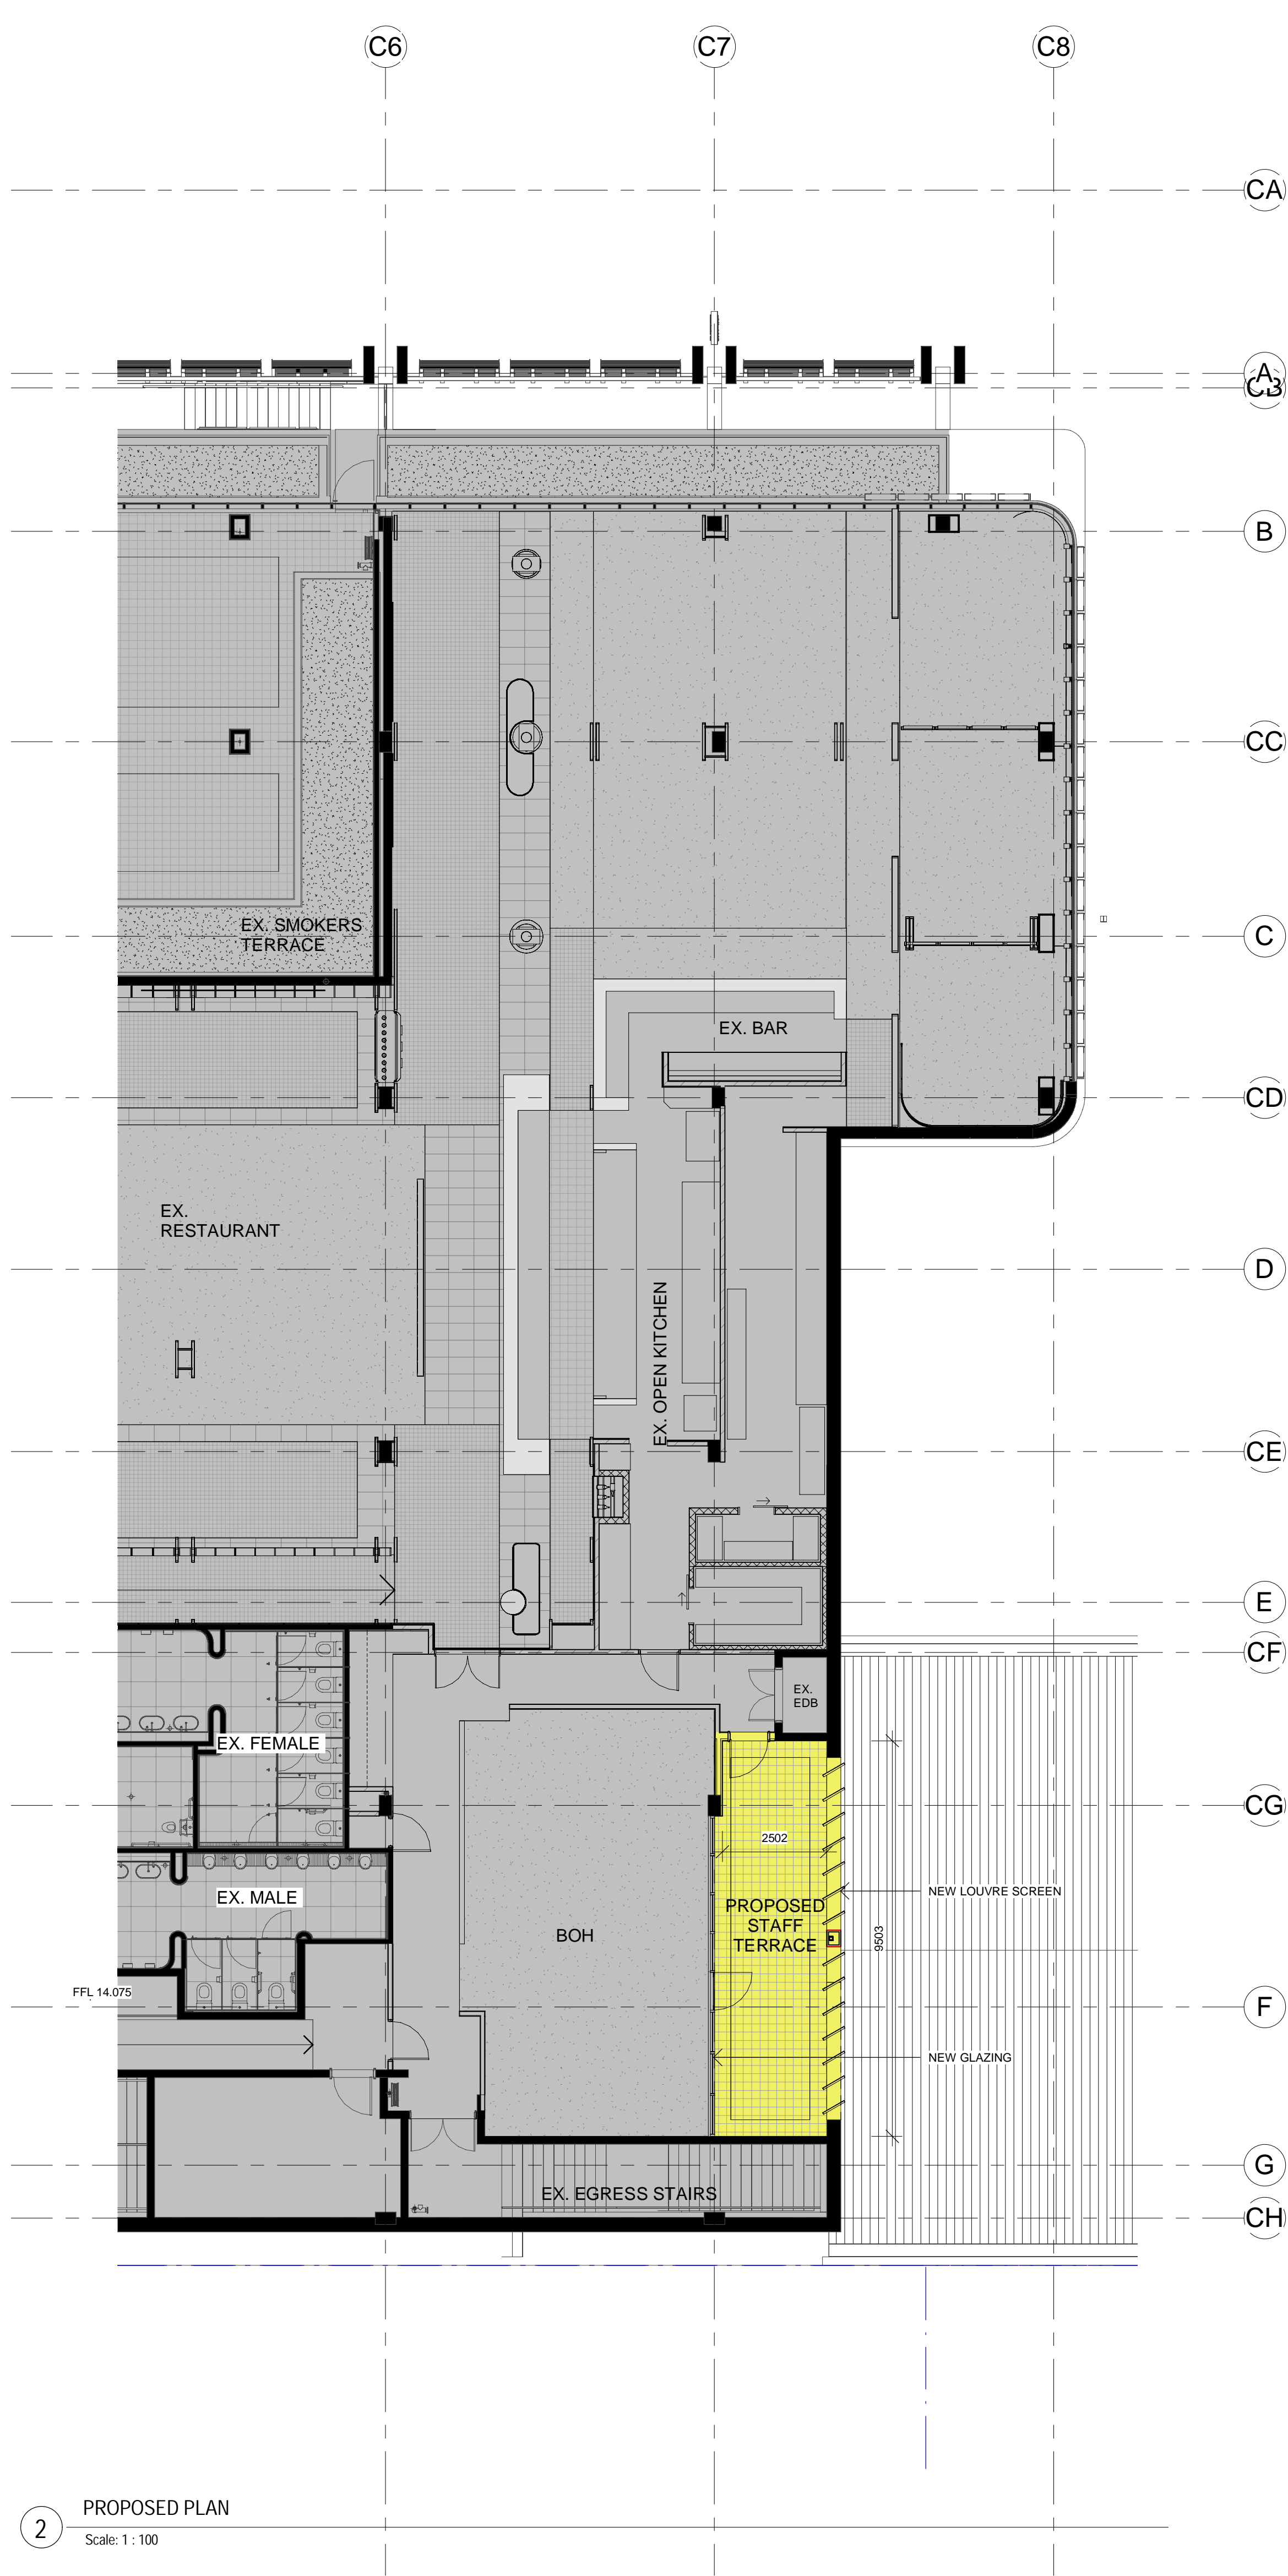 C6
C7
C8
CA
A
CB
B
CC
EX. SMOKERS
TERRACE
C
EX. BAR
CD
EX.
RESTAURANT
D
EX. OPEN KITCHEN
CE
E
CF
EX.
EDB
EX. FEMALE
CG
2502
EX. MALE
NEW LOUVRE SCREEN
PROPOSED
STAFF
TERRACE
BOH
9503
FFL 14.075
F
NEW GLAZING
G
EX. EGRESS STAIRS
CH
2
PROPOSED PLAN
Scale: 1 : 100